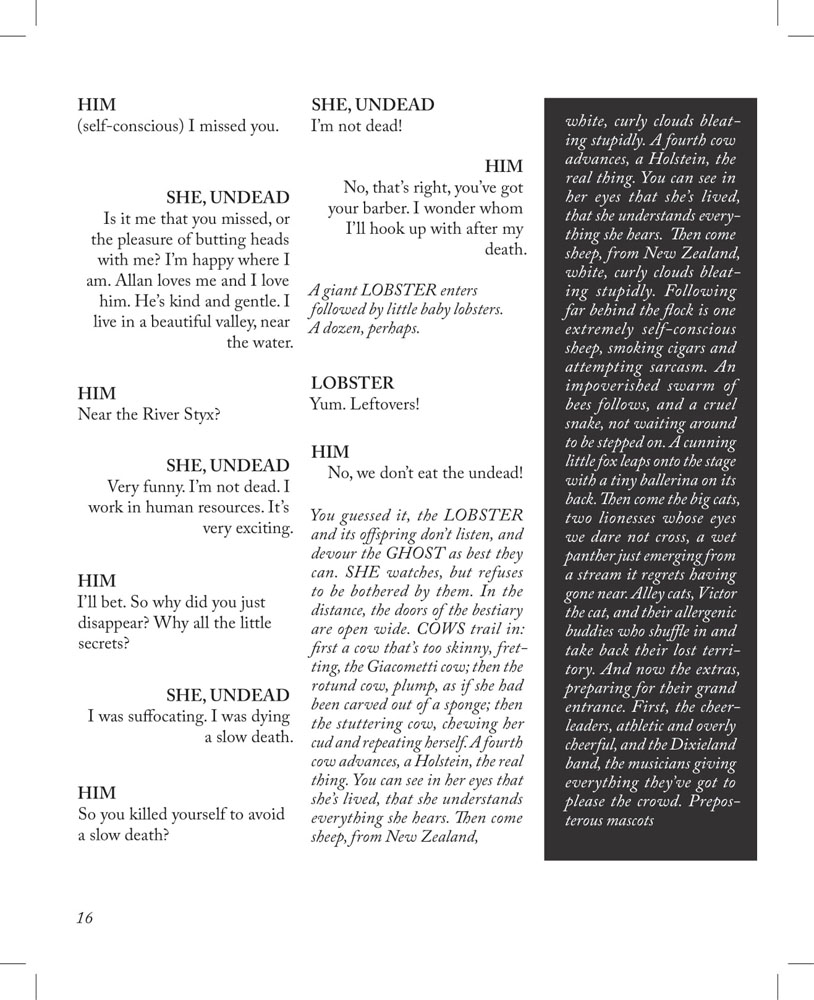 HIM
(self-conscious) I missed you.
SHE, UNDEAD
Is it me that you missed, or
the pleasure of butting heads
with me? I'm happy where I
am. Allan loves me and I love
him. He's kind and gentle. I
live in a beautiful valley, near
the water.
HIM
Near the River Styx?
SHE, UNDEAD
Very funny. I'm not dead. I
work in human resources. It's
very exciting.
HIM
I'll bet. So why did you just
disappear? Why all the little
secrets?
SHE, UNDEAD
I was suffocating. I was dying
a slow death.
HIM
So you killed yourself to avoid
a slow death?
SHE, UNDEAD
I'm not dead!
HIM
No, that's right, you've got
your barber. I wonder whom
I'll hook up with after my
death.
A giant LOBSTER enters
followed by little baby lobsters.
A dozen, perhaps.
LOBSTER
Yum. Leftovers!
HIM
No, we don't eat the undead!
You guessed it, the LOBSTER
and its offspring don't listen, and
devour the GHOST as best they
can. SHE watches, but refuses
to be bothered by them. In the
distance, the doors of the bestiary
are open wide. COWS trail in:
first a cow that's too skinny, fret-
ting, the Giacometti cow; then the
rotund cow, plump, as if she had
been carved out of a sponge; then
the stuttering cow, chewing her
cud and repeating herself. A fourth
cow advances, a Holstein, the real
thing. You can see in her eyes that
she's lived, that she understands
everything she hears. Then come
sheep, from New Zealand,
white, curly clouds bleat-
ing stupidly. A fourth cow
advances, a Holstein, the
real thing. You can see in
her eyes that she's lived,
that she understands every-
thing she hears. Then come
sheep, from New Zealand,
white, curly clouds bleat-
ing stupidly. Following
far behind the flock is one
extremely self-conscious
sheep, smoking cigars and
attempting sarcasm. An
impoverished swarm of
bees follows, and a cruel
snake, not waiting around
to be stepped on. A cunning
little fox leaps onto the stage
with a tiny ballerina on its
back. Then come the big cats,
two lionesses whose eyes
we dare not cross, a wet
panther just emerging from
a stream it regrets having
gone near. Alley cats, Victor
the cat, and their allergenic
buddies who shuffle in and
take back their lost terri-
tory. And now the extras,
preparing for their grand
entrance. First, the cheer-
leaders, athletic and overly
cheerful, and the Dixieland
band, the musicians giving
everything they've got to
please the crowd. Prepos-
terous mascots
16